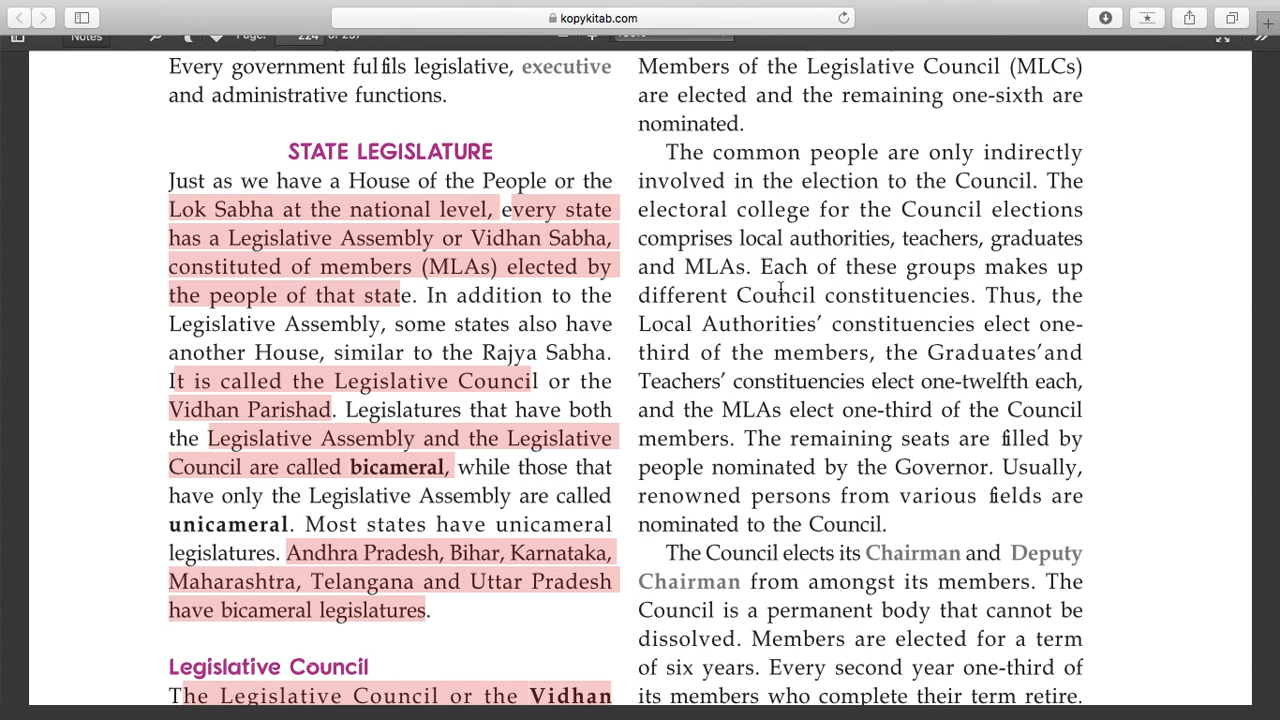 kopykitab.com
Notes
Page:
224 of 257
Every government fulfils legislative, executive
and administrative functions.
STATE LEGISLATURE
Just as we have a House of the People or the
Lok Sabha at the national level, every state
has a Legislative Assembly or Vidhan Sabha,
constituted of members (MLAs) elected by
the people of that state. In addition to the
Legislative Assembly, some states also have
another House, similar to the Rajya Sabha.
It is called the Legislative Council or the
Vidhan Parishad. Legislatures that have both
the Legislative Assembly and the Legislative
Council are called bicameral, while those that
have only the Legislative Assembly are called
unicameral. Most states have unicameral
legislatures. Andhra Pradesh, Bihar, Karnataka,
Maharashtra, Telangana and Uttar Pradesh
have bicameral legislatures.
Legislative Council
The Legislative Council or the Vidhan
Members of the Legislative Council (MLCs)
are elected and the remaining one-sixth are
nominated.
The common people are only indirectly
involved in the election to the Council. The
electoral college for the Council elections
comprises local authorities, teachers, graduates
and MLAs. Each of these groups makes up
different Council constituencies. Thus, the
Local Authorities’ constituencies elect one-
third of the members, the Graduates’and
Teachers’ constituencies elect one-twelfth each,
and the MLAs elect one-third of the Council
members. The remaining seats are filled by
people nominated by the Governor. Usually,
renowned persons from various fields are
nominated to the Council.
The Council elects its Chairman and Deputy
Chairman from amongst its members. The
Council is a permanent body that cannot be
dissolved. Members are elected for a term
of six years. Every second year one-third of
its members who complete their term retire.